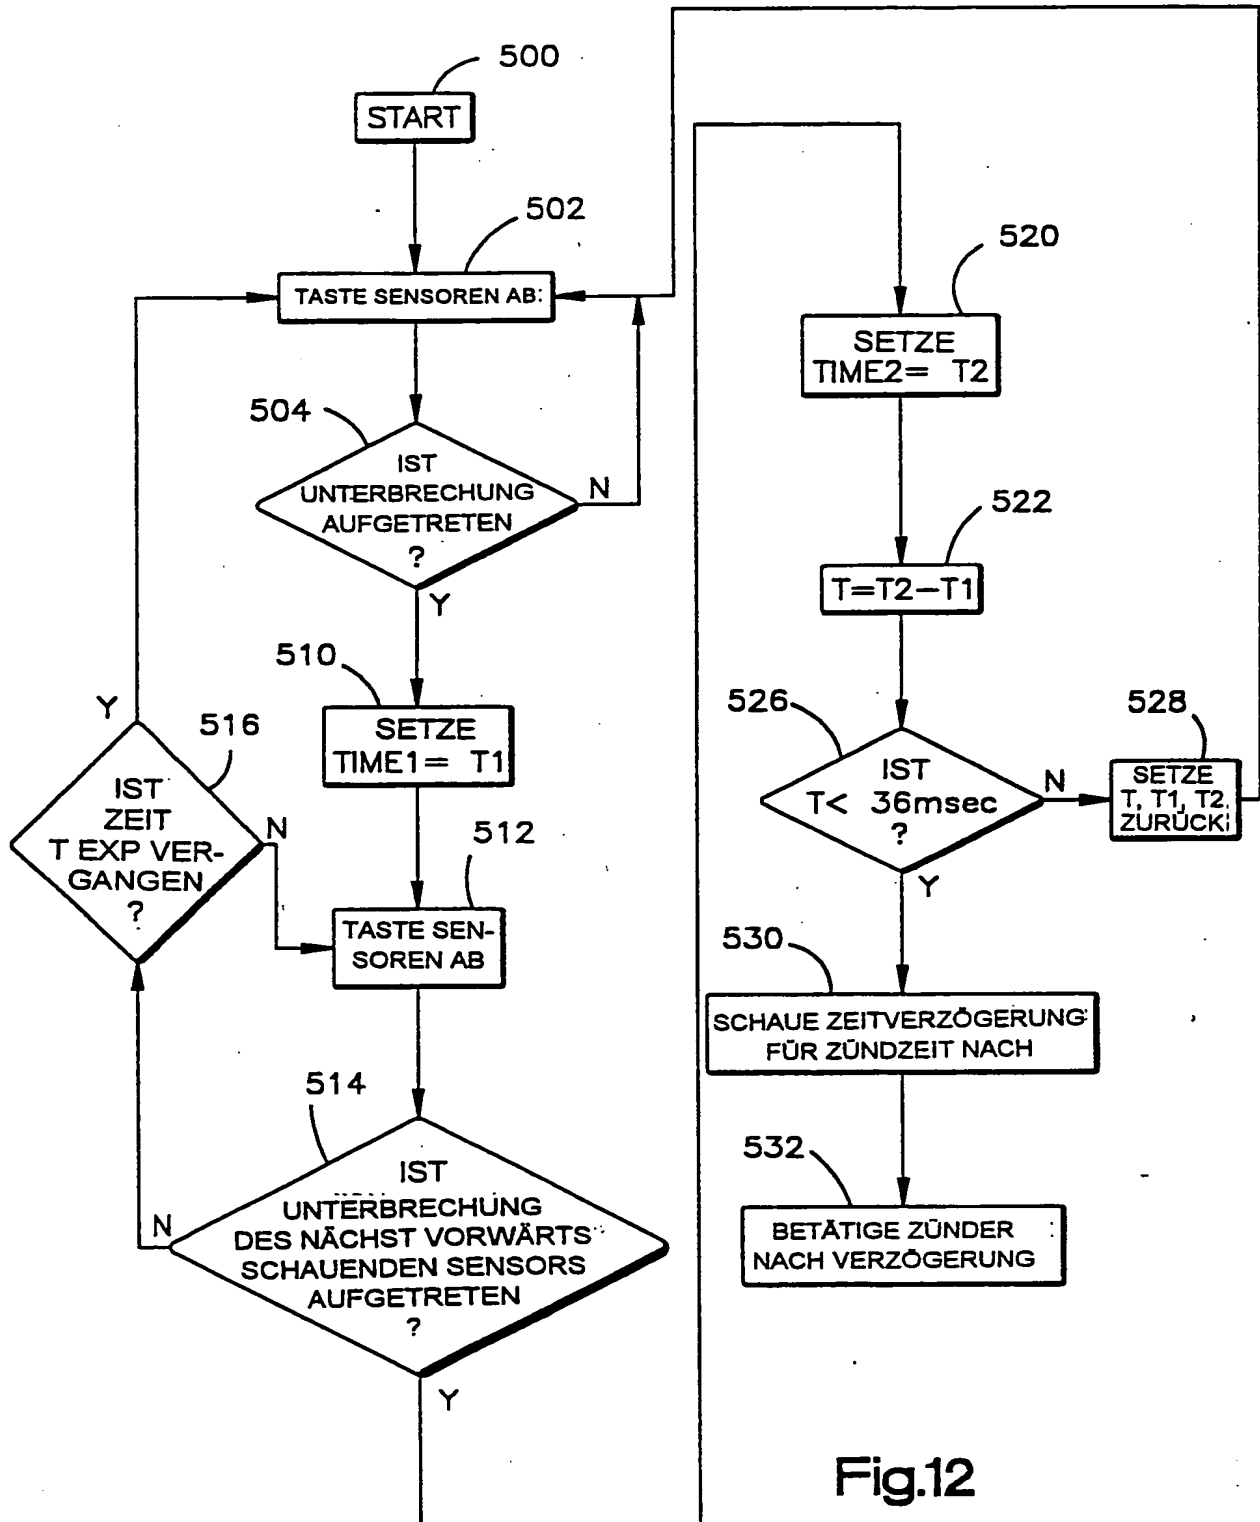 500
START
502
TASTE SENSOREN AB:
504
IST
UNTERBRECHUNG
AUFGETRETEN
?
N
Y
510
SETZE
TIME1= T1
Y
516
IST
ZEIT
T EXP VER-
GANGEN
?
N
512
TASTE SEN-
SOREN AB
514
IST
UNTERBRECHUNG
DES NÄCHST VORWÄRTS
SCHAUENDEN SENSORS
AUFGETRETEN
?
N
Y
520
SETZE
TIME2= T2
522
T=T2-T1
526
IST
T< 36msec
?
N
Y
528
SETZE
T, T1, T2,
ZURÜCK
530
SCHAUE ZEITVERZÖGERUNG
FÜR ZÜNDZEIT NACH
532
BETÄTIGE ZÜNDER
NACH VERZÖGERUNG
Fig.12